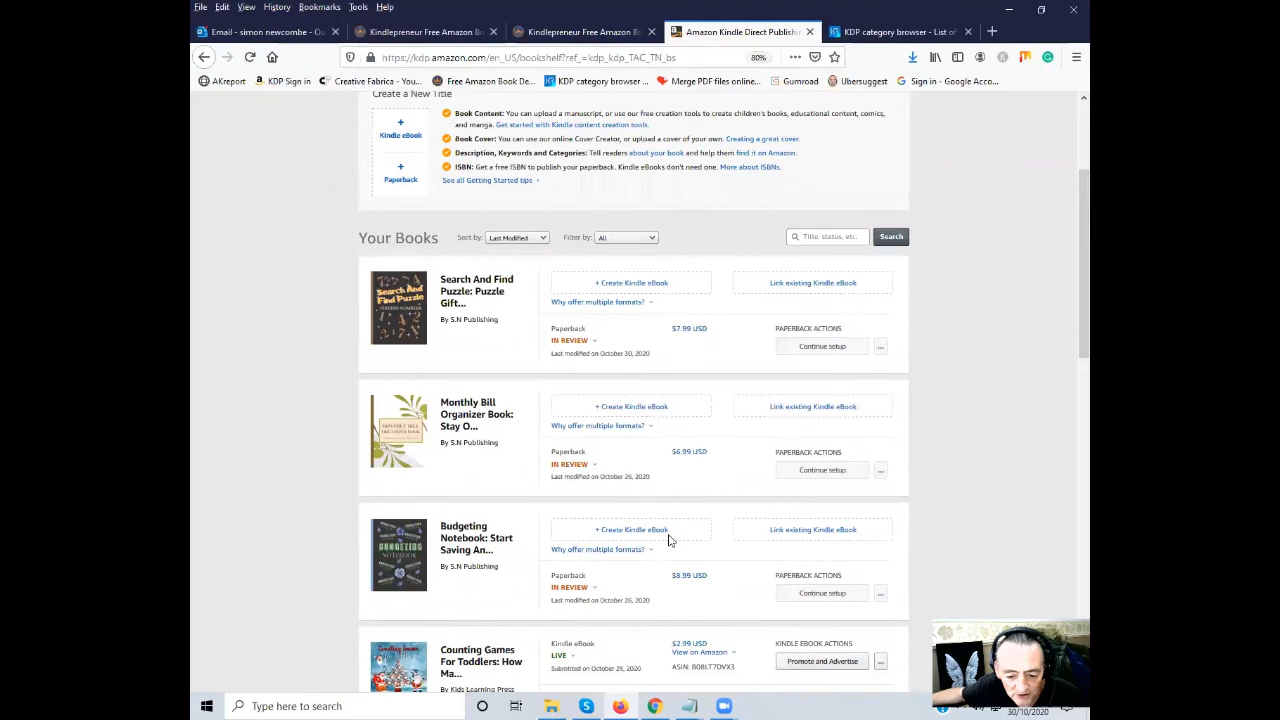 File Edit View History Bookmarks Tools Help
Email - simon newcombe - Ou
Kindlepreneur Free Amazon Bo
Kindlepreneur Free Amazon Bo
Amazon Kindle Direct Publishin
KDP category browser - List of
https://kdp.amazon.com/en_US/bookshelf?ref_=kdp_kdp_TAC_TN_bs
80%
AKreport
KDP Sign in
Creative Fabrica - You...
Free Amazon Book De...
KDP category browser...
Merge PDF files online...
Gumroad
Ubersuggest
Sign in - Google Acco...
Create a New Title
+
Kindle eBook
+
Paperback
Book Content: You can upload a manuscript, or use our free creation tools to create children's books, educational content, comics,
and manga. Get started with Kindle content creation tools.
Book Cover: You can use our online Cover Creator, or upload a cover of your own. Creating a great cover.
Description, Keywords and Categories: Tell readers about your book and help them find it on Amazon.
ISBN: Get a free ISBN to publish your paperback. Kindle eBooks don't need one. More about ISBNs.
See all Getting Started tips
Your Books
Sort by: Last Modified
Filter by: All
Title, status, etc.
Search
Search And Find Puzzle
Search And Find
Puzzle: Puzzle
Gift...
By S.N Publishing
+ Create Kindle eBook
Link existing Kindle eBook
Why offer multiple formats?
Paperback
$7.99 USD
PAPERBACK ACTIONS
IN REVIEW
Continue setup
...
Last modified on October 30, 2020
Monthly Bill
Organizer Book:
Stay O...
By S.N Publishing
+ Create Kindle eBook
Link existing Kindle eBook
Why offer multiple formats?
Paperback
$6.99 USD
PAPERBACK ACTIONS
IN REVIEW
Continue setup
...
Last modified on October 26, 2020
BUDGETING
NOTEBOOK
Budgeting
Notebook: Start
Saving An...
By S.N Publishing
+ Create Kindle eBook
Link existing Kindle eBook
Why offer multiple formats?
Paperback
$8.99 USD
PAPERBACK ACTIONS
IN REVIEW
Continue setup
...
Last modified on October 26, 2020
Counting Games
For Toddlers: How
Ma...
By Kids Learning Press
Kindle eBook
$2.99 USD
KINDLE EBOOK ACTIONS
LIVE
View on Amazon
Promote and Advertise
...
Submitted on October 25, 2020
ASIN: B08LT7DVX3
Type here to search
30/10/2020